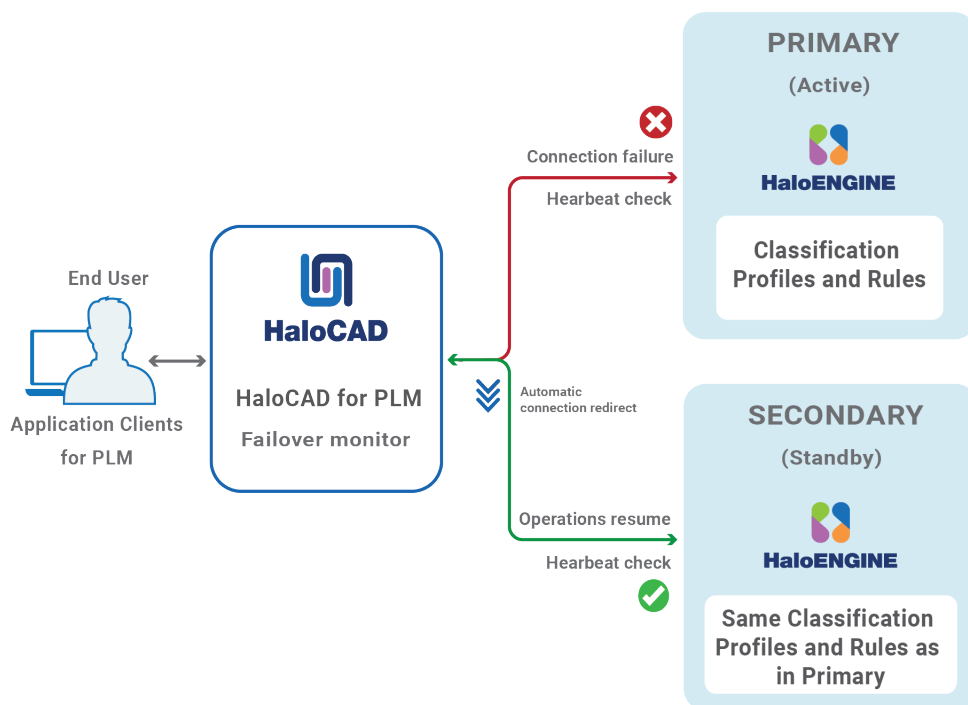 End User
Application Clients
for PLM
HaloCAD
HaloCAD for PLM
Failover monitor
Connection failure
Hearbeat check
Automatic
connection redirect
Operations resume
Hearbeat check
PRIMARY
(Active)
HaloENGINE
Classification
Profiles and Rules
SECONDARY
(Standby)
HaloENGINE
Same Classification
Profiles and Rules as
in Primary